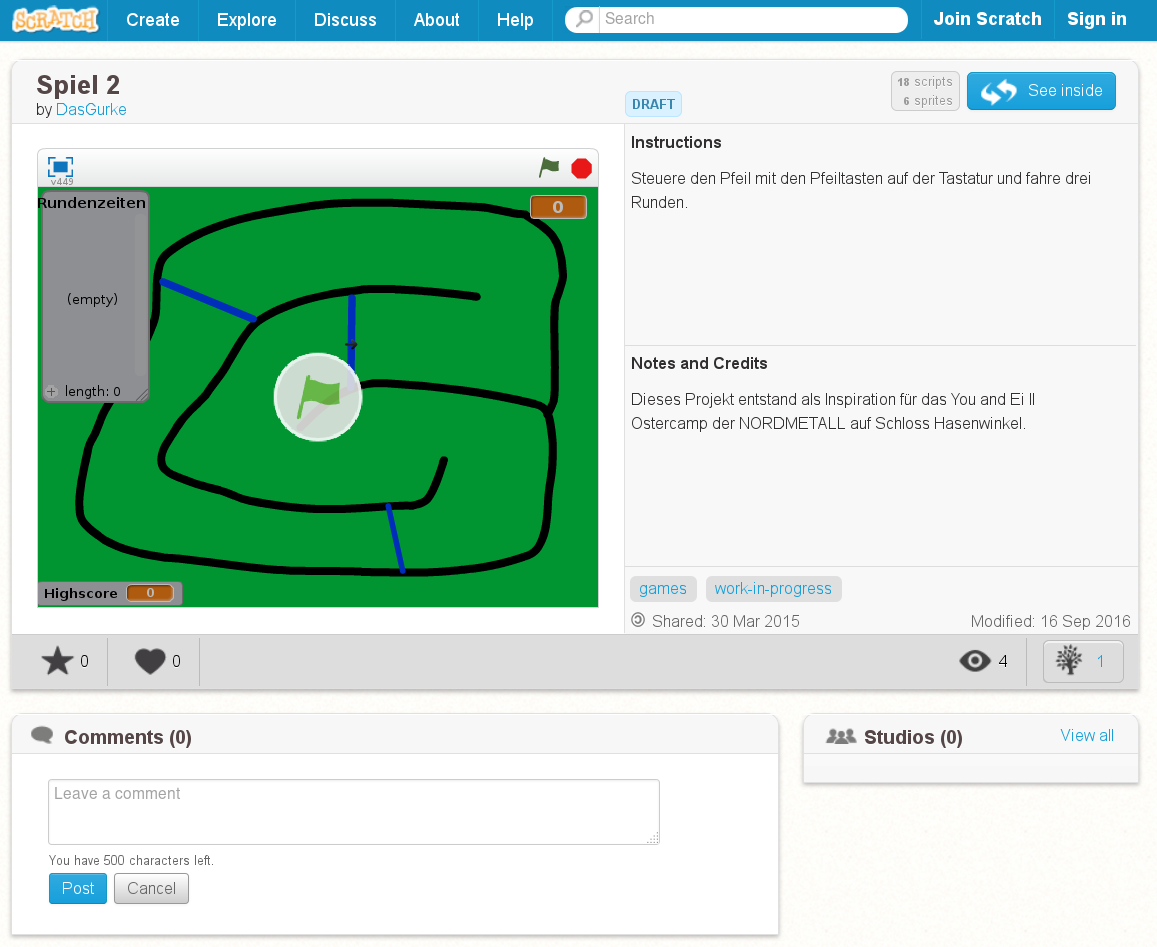 SCRATCH
Create
Explore
Discuss
About
Help
Search
Join Scratch
Sign in
Spiel 2
by DasGurke
DRAFT
18 scripts
6 sprites
See inside
v449
Rundenzeiten
(empty)
+ length: 0
0
Highscore 0
Instructions
Steuere den Pfeil mit den Pfeiltasten auf der Tastatur und fahre drei
Runden.
Notes and Credits
Dieses Projekt entstand als Inspiration für das You and Ei II
Ostercamp der NORDMETALL auf Schloss Hasenwinkel.
games
work-in-progress
Shared: 30 Mar 2015
Modified: 16 Sep 2016
0
0
4
1
Comments (0)
Leave a comment
You have 500 characters left.
Post
Cancel
Studios (0)
View all